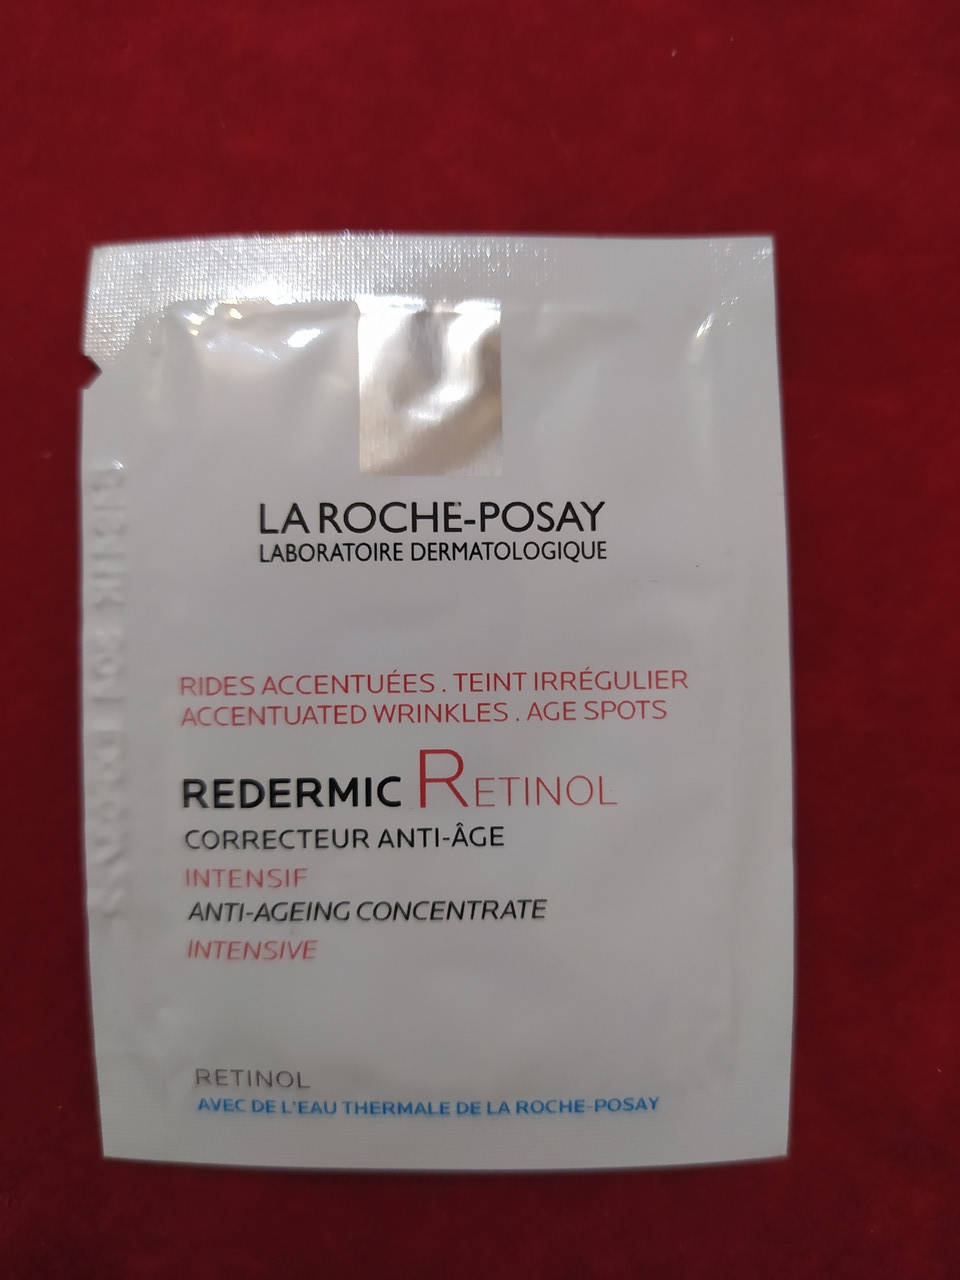 LA ROCHE-POSAY
LABORATOIRE DERMATOLOGIQUE
RIDES ACCENTUÉES . TEINT IRRÉGULIER
ACCENTUATED WRINKLES . AGE SPOTS
REDERMIC RETINOL
CORRECTEUR ANTI-ÂGE
INTENSIF
ANTI-AGEING CONCENTRATE
INTENSIVE
RETINOL
AVEC DE L'EAU THERMALE DE LA ROCHE-POSAY